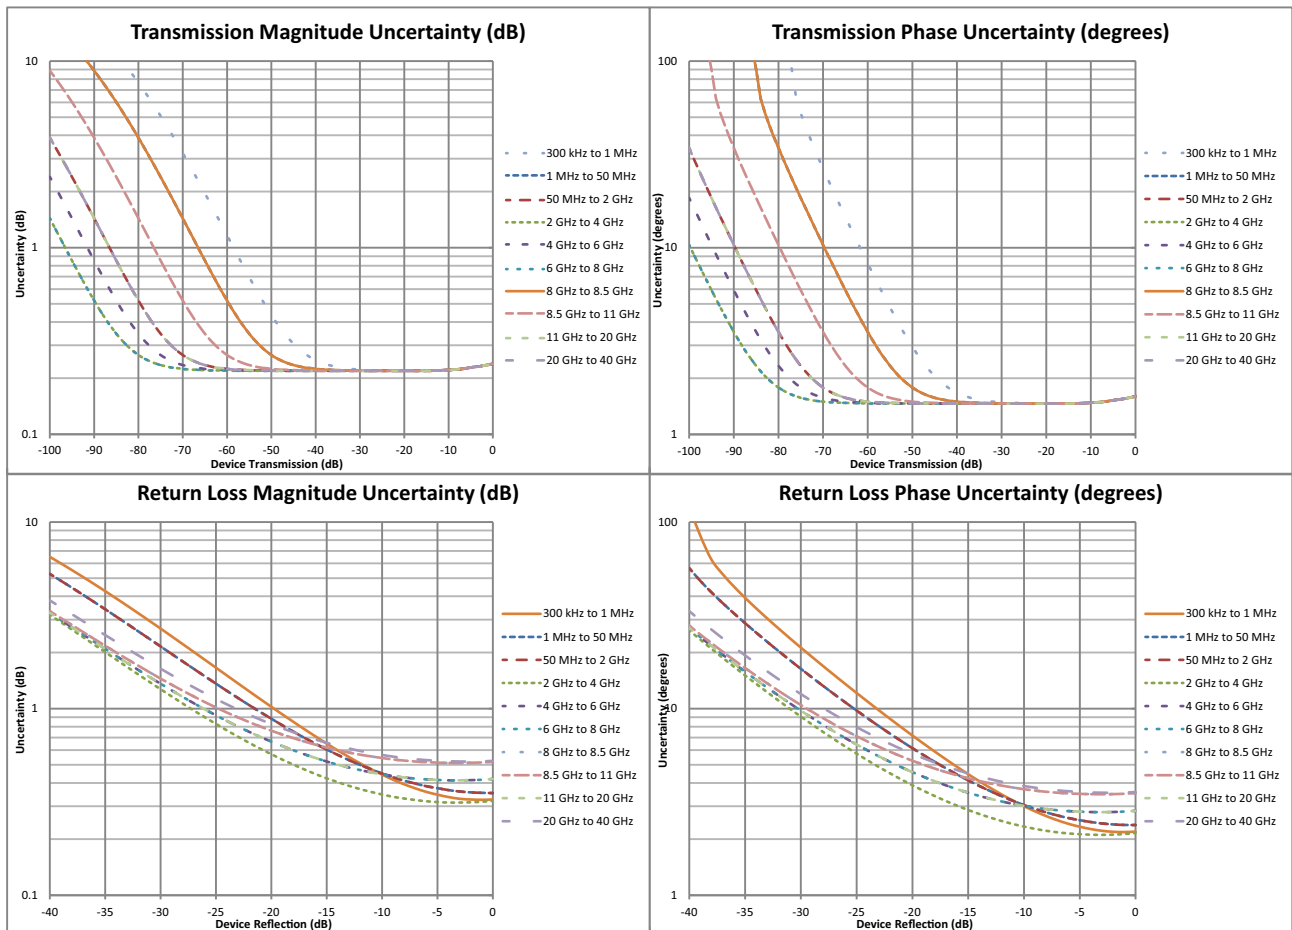 Transmission Magnitude Uncertainty (dB)
10
1
0.1
Uncertainty (dB)
-100 -90 -80 -70 -60 -50 -40 -30 -20 -10 0
Device Transmission (dB)
300 kHz to 1 MHz
1 MHz to 50 MHz
50 MHz to 2 GHz
2 GHz to 4 GHz
4 GHz to 6 GHz
6 GHz to 8 GHz
8 GHz to 8.5 GHz
8.5 GHz to 11 GHz
11 GHz to 20 GHz
20 GHz to 40 GHz
Transmission Phase Uncertainty (degrees)
100
10
1
Uncertainty (degrees)
-100 -90 -80 -70 -60 -50 -40 -30 -20 -10 0
Device Transmission (dB)
300 kHz to 1 MHz
1 MHz to 50 MHz
50 MHz to 2 GHz
2 GHz to 4 GHz
4 GHz to 6 GHz
6 GHz to 8 GHz
8 GHz to 8.5 GHz
8.5 GHz to 11 GHz
11 GHz to 20 GHz
20 GHz to 40 GHz
Return Loss Magnitude Uncertainty (dB)
10
1
0.1
Uncertainty (dB)
-40 -35 -30 -25 -20 -15 -10 -5 0
Device Reflection (dB)
300 kHz to 1 MHz
1 MHz to 50 MHz
50 MHz to 2 GHz
2 GHz to 4 GHz
4 GHz to 6 GHz
6 GHz to 8 GHz
8 GHz to 8.5 GHz
8.5 GHz to 11 GHz
11 GHz to 20 GHz
20 GHz to 40 GHz
Return Loss Phase Uncertainty (degrees)
100
10
1
Uncertainty (degrees)
-40 -35 -30 -25 -20 -15 -10 -5 0
Device Reflection (dB)
300 kHz to 1 MHz
1 MHz to 50 MHz
50 MHz to 2 GHz
2 GHz to 4 GHz
4 GHz to 6 GHz
6 GHz to 8 GHz
8 GHz to 8.5 GHz
8.5 GHz to 11 GHz
11 GHz to 20 GHz
20 GHz to 40 GHz